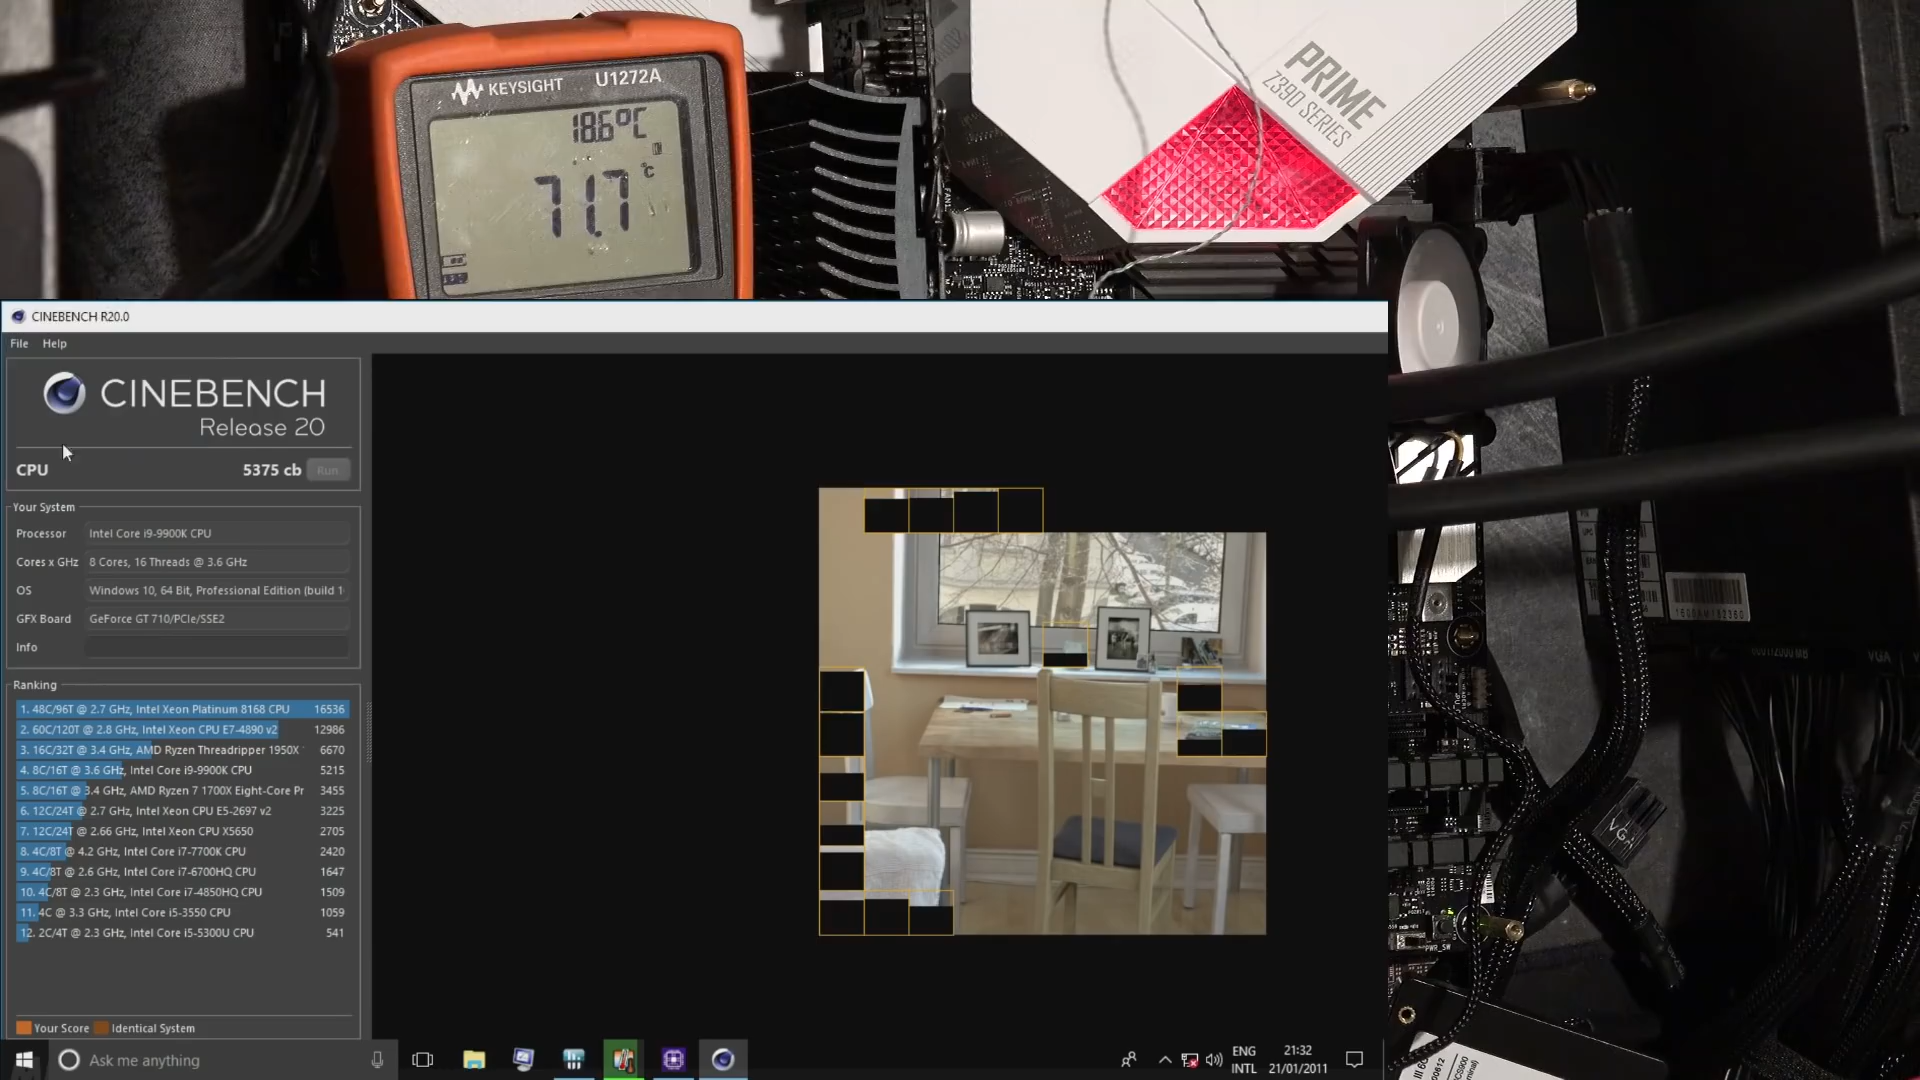 KEYSIGHT U1272A
18.6°C
71.7 °C
PRIME
Z390 SERIES
FAN1
CINEBENCH R20.0
File Help
CINEBENCH
Release 20
CPU 5375 cb Run
Your System
Processor Intel Core i9-9900K CPU
Cores x GHz 8 Cores, 16 Threads @ 3.6 GHz
OS Windows 10, 64 Bit, Professional Edition (build 1
GFX Board GeForce GT 710/PCIe/SSE2
Info
Ranking
1. 48C/96T @ 2.7 GHz, Intel Xeon Platinum 8168 CPU 16536
2. 60C/120T @ 2.8 GHz, Intel Xeon CPU E7-4890 v2 12986
3. 16C/32T @ 3.4 GHz, AMD Ryzen Threadripper 1950X 6670
4. 8C/16T @ 3.6 GHz, Intel Core i9-9900K CPU 5215
5. 8C/16T @ 3.4 GHz, AMD Ryzen 7 1700X Eight-Core Pr 3455
6. 12C/24T @ 2.7 GHz, Intel Xeon CPU E5-2697 v2 3225
7. 12C/24T @ 2.66 GHz, Intel Xeon CPU X5650 2705
8. 4C/8T @ 4.2 GHz, Intel Core i7-7700K CPU 2420
9. 4C/8T @ 2.6 GHz, Intel Core i7-6700HQ CPU 1647
10. 4C/8T @ 2.3 GHz, Intel Core i7-4850HQ CPU 1509
11. 4C @ 3.3 GHz, Intel Core i5-3550 CPU 1059
12. 2C/4T @ 2.3 GHz, Intel Core i5-5300U CPU 541
Your Score Identical System
Ask me anything
ENG
INTL
21:32
21/01/2011
VGA
VGA
PWR_SW